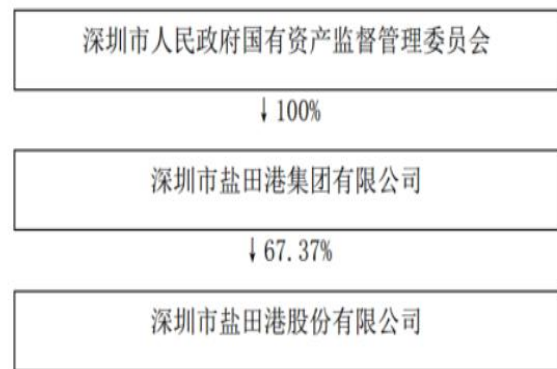 深圳市人民政府国有资产监督管理委员会
↓100%
深圳市盐田港集团有限公司
↓67.37%
深圳市盐田港股份有限公司